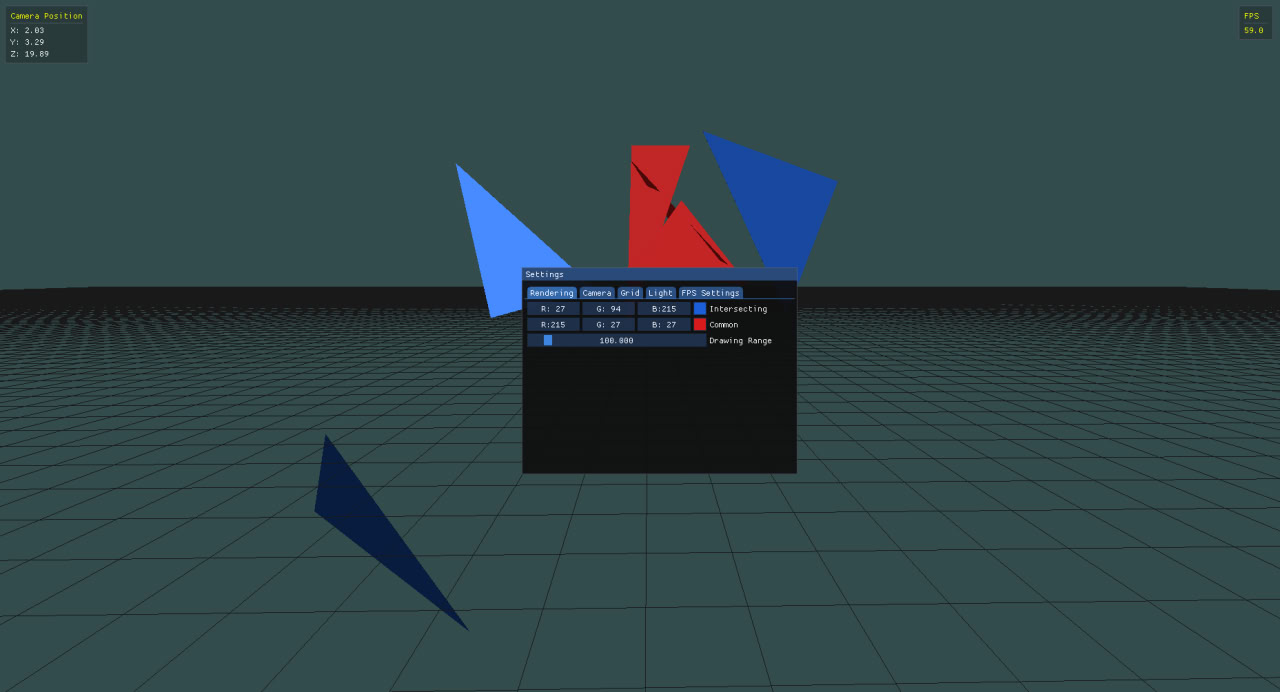 Camera Position
X: 2.03
Y: 3.29
Z: 19.89
FPS
59.0
Settings
Rendering Camera Grid Light FPS Settings
R: 27 G: 94 B:215 Intersecting
R:215 G: 27 B: 27 Common
100.000 Drawing Range